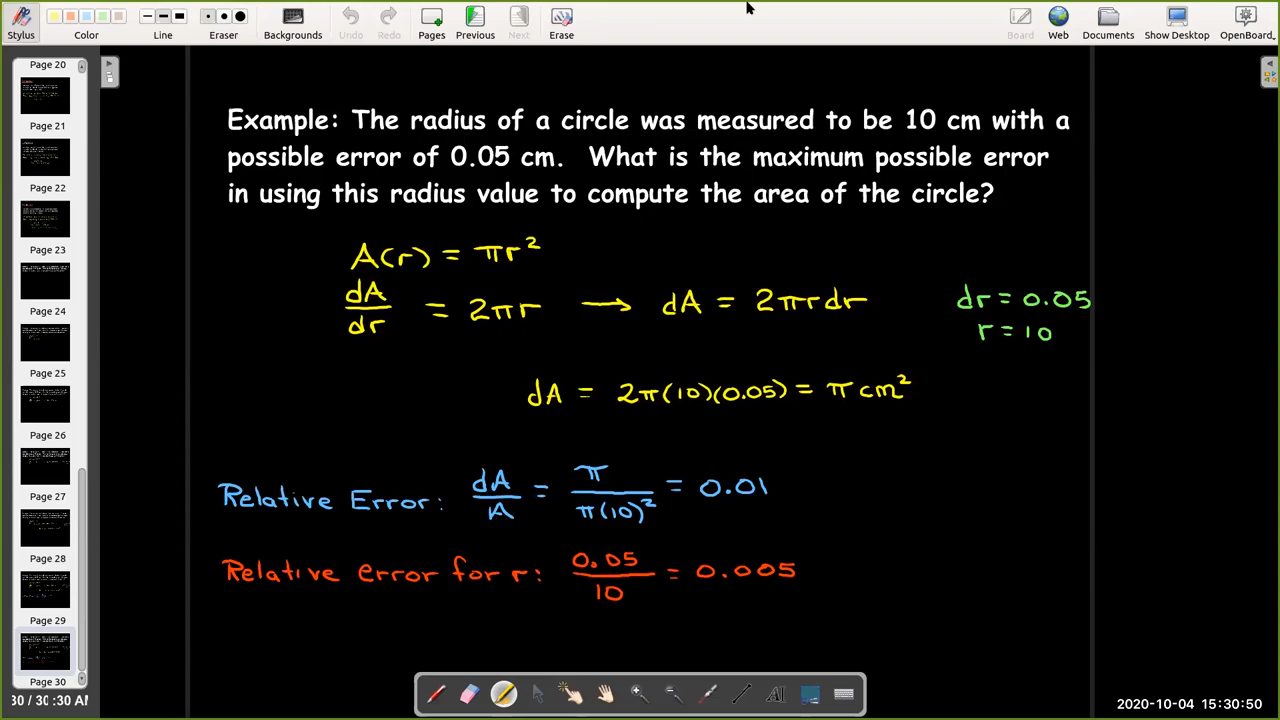 Stylus
Color
Line
Eraser
Backgrounds
Undo
Redo
Pages
Previous
Next
Erase
Board
Web
Documents
Show Desktop
OpenBoard
Page 20
Page 21
Page 22
Page 23
Page 24
Page 25
Page 26
Page 27
Page 28
Page 29
Page 30
30 / 30
Example: The radius of a circle was measured to be 10 cm with a
possible error of 0.05 cm. What is the maximum possible error
in using this radius value to compute the area of the circle?
A(r) = πr²
dA/dr = 2πr → dA = 2πrdr
dr = 0.05
r = 10
dA = 2π(10)(0.05) = π cm²
Relative Error: dA/A = π/π(10)² = 0.01
Relative error for r: 0.05/10 = 0.005
2020-10-04 15:30:50